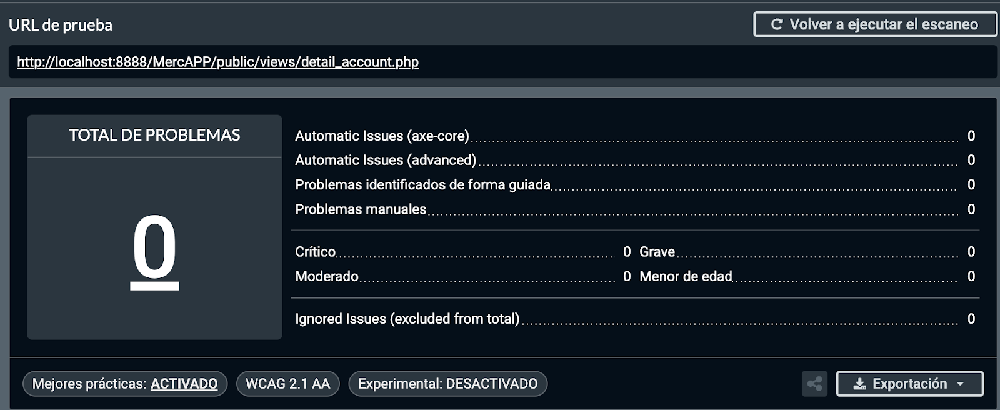 URL de prueba
Volver a ejecutar el escaneo
http://localhost:8888/MercAPP/public/views/detail_account.php
TOTAL DE PROBLEMAS
0
Automatic Issues (axe-core) 0
Automatic Issues (advanced) 0
Problemas identificados de forma guiada 0
Problemas manuales 0
Crítico 0 Grave 0
Moderado 0 Menor de edad 0
Ignored Issues (excluded from total) 0
Mejores prácticas: ACTIVADO WCAG 2.1 AA Experimental: DESACTIVADO
Exportación